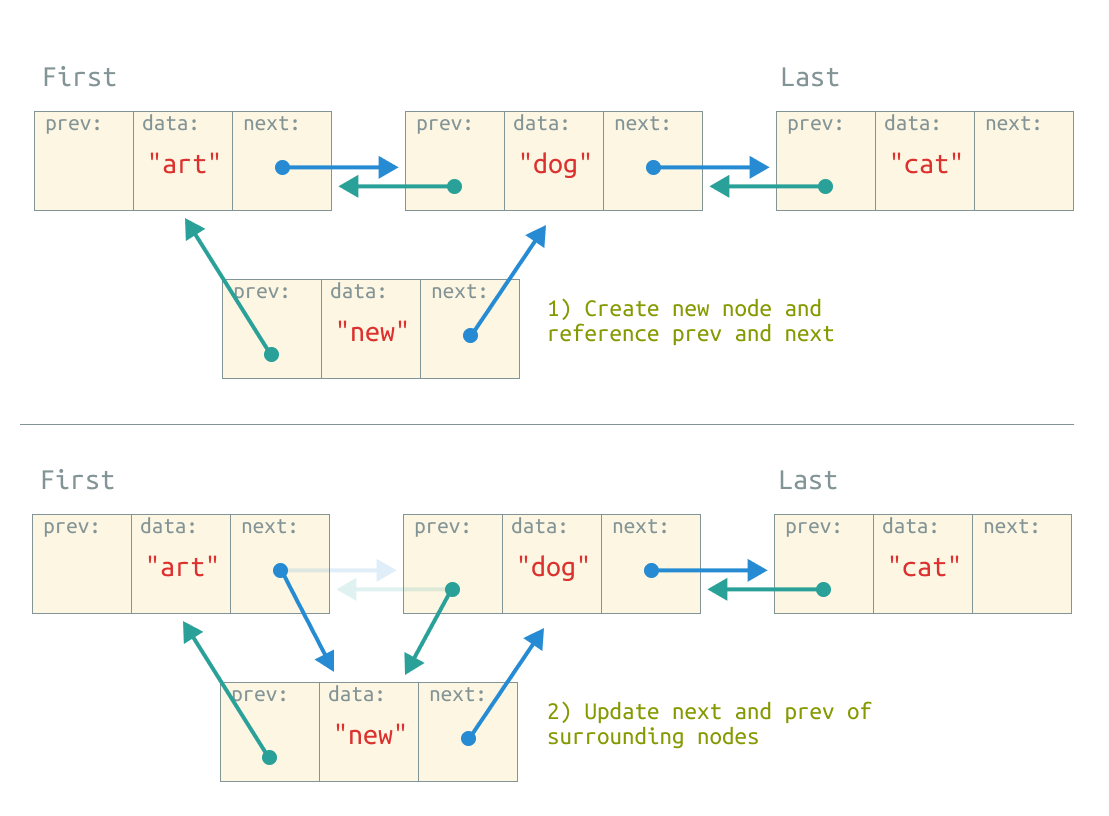 First Last
prev: data: next: prev: data: next: prev: data: next:
"art" "dog" "cat"
prev: data: next:
"new"
1) Create new node and
reference prev and next
First Last
prev: data: next: prev: data: next: prev: data: next:
"art" "dog" "cat"
prev: data: next:
"new"
2) Update next and prev of
surrounding nodes